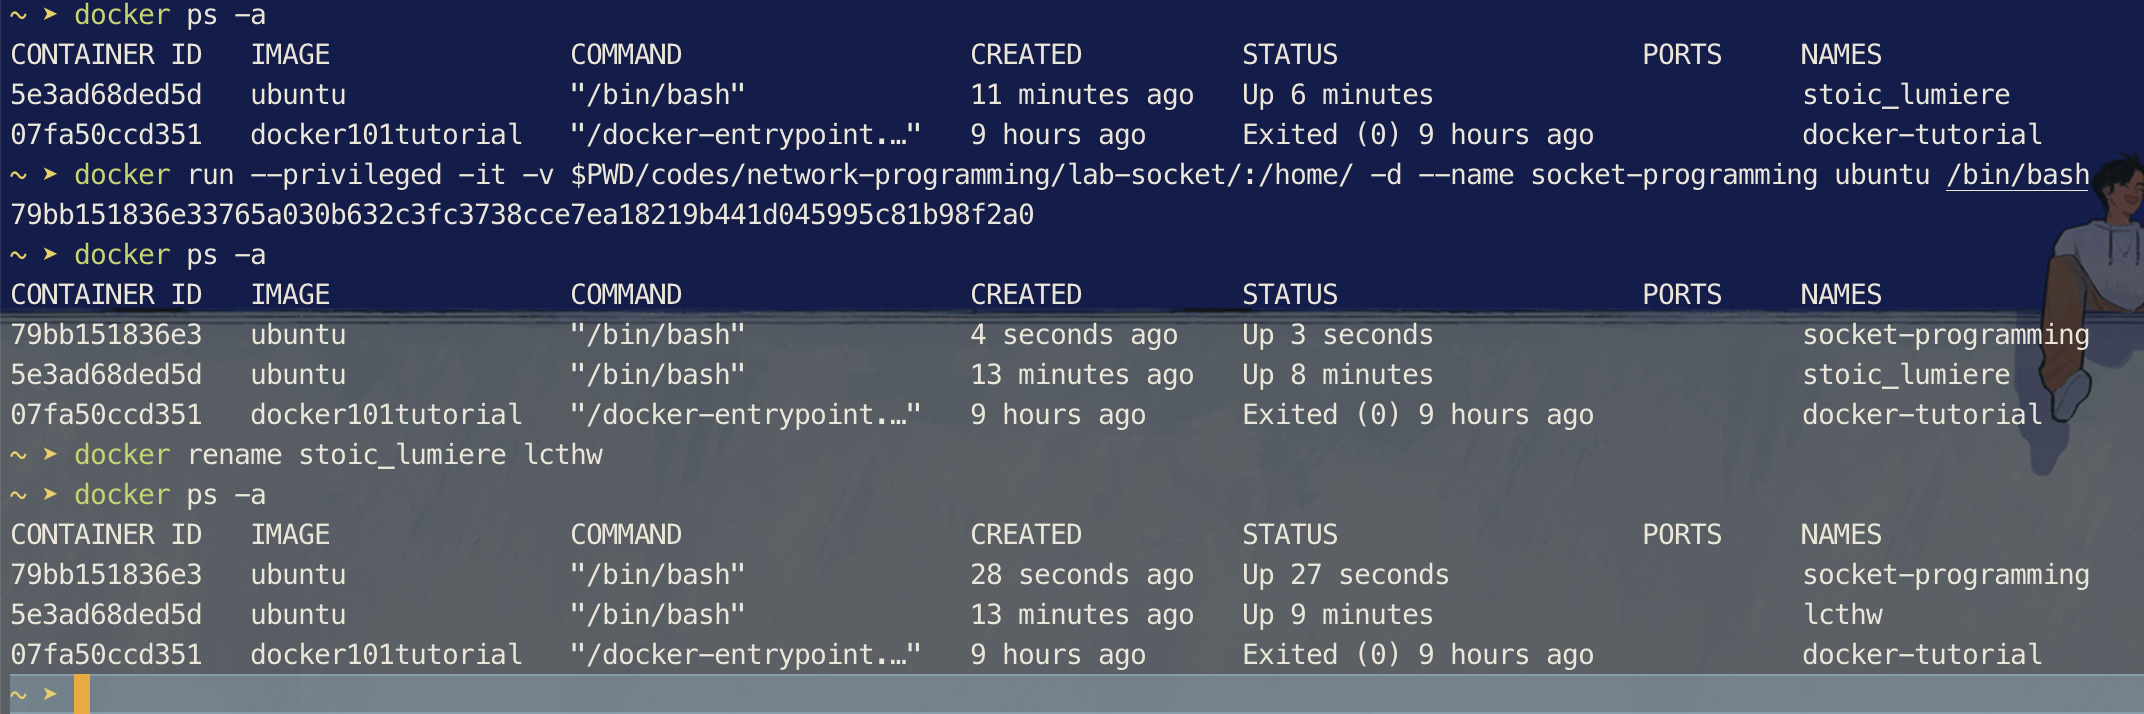 ~ ➤ docker ps -a
CONTAINER ID   IMAGE               COMMAND                  CREATED          STATUS                   PORTS     NAMES
5e3ad68ded5d   ubuntu              "/bin/bash"              11 minutes ago   Up 6 minutes                       stoic_lumiere
07fa50ccd351   docker101tutorial   "/docker-entrypoint.…"   9 hours ago      Exited (0) 9 hours ago             docker-tutorial
~ ➤ docker run --privileged -it -v $PWD/codes/network-programming/lab-socket/:/home/ -d --name socket-programming ubuntu /bin/bash
79bb151836e33765a030b632c3fc3738cce7ea18219b441d045995c81b98f2a0
~ ➤ docker ps -a
CONTAINER ID   IMAGE               COMMAND                  CREATED          STATUS                   PORTS     NAMES
79bb151836e3   ubuntu              "/bin/bash"              4 seconds ago    Up 3 seconds                       socket-programming
5e3ad68ded5d   ubuntu              "/bin/bash"              13 minutes ago   Up 8 minutes                       stoic_lumiere
07fa50ccd351   docker101tutorial   "/docker-entrypoint.…"   9 hours ago      Exited (0) 9 hours ago             docker-tutorial
~ ➤ docker rename stoic_lumiere lcthw
~ ➤ docker ps -a
CONTAINER ID   IMAGE               COMMAND                  CREATED          STATUS                   PORTS     NAMES
79bb151836e3   ubuntu              "/bin/bash"              28 seconds ago   Up 27 seconds                      socket-programming
5e3ad68ded5d   ubuntu              "/bin/bash"              13 minutes ago   Up 9 minutes                       lcthw
07fa50ccd351   docker101tutorial   "/docker-entrypoint.…"   9 hours ago      Exited (0) 9 hours ago             docker-tutorial
~ ➤